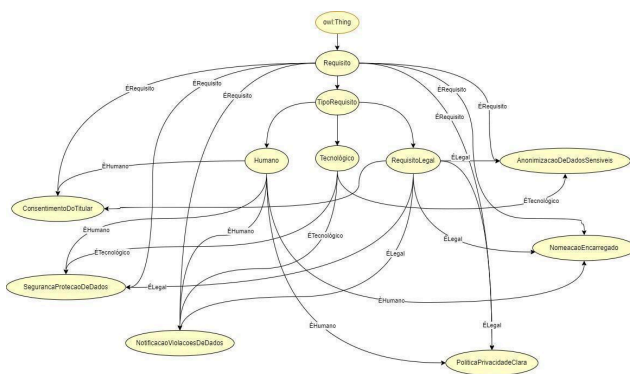 owl:Thing
Requisito
ÉRequisito
ÉRequisito
ÉRequisito
ÉRequisito
ÉRequisito
ÉRequisito
TipoRequisito
Humano
Tecnológico
RequisitoLegal
ÉLegal
AnonimizacaoDeDadosSensiveis
ÉHumano
ConsentimentoDoTitular
ÉTecnológico
ÉHumano
ÉHumano
ÉTecnológico
ÉTecnológico
ÉLegal
ÉLegal
NomeacaoEncarregado
SegurancaProtecaoDeDados
ÉLegal
ÉHumano
ÉHumano
ÉLegal
NotificacaoViolacoesDeDados
PoliticaPrivacidadeClara